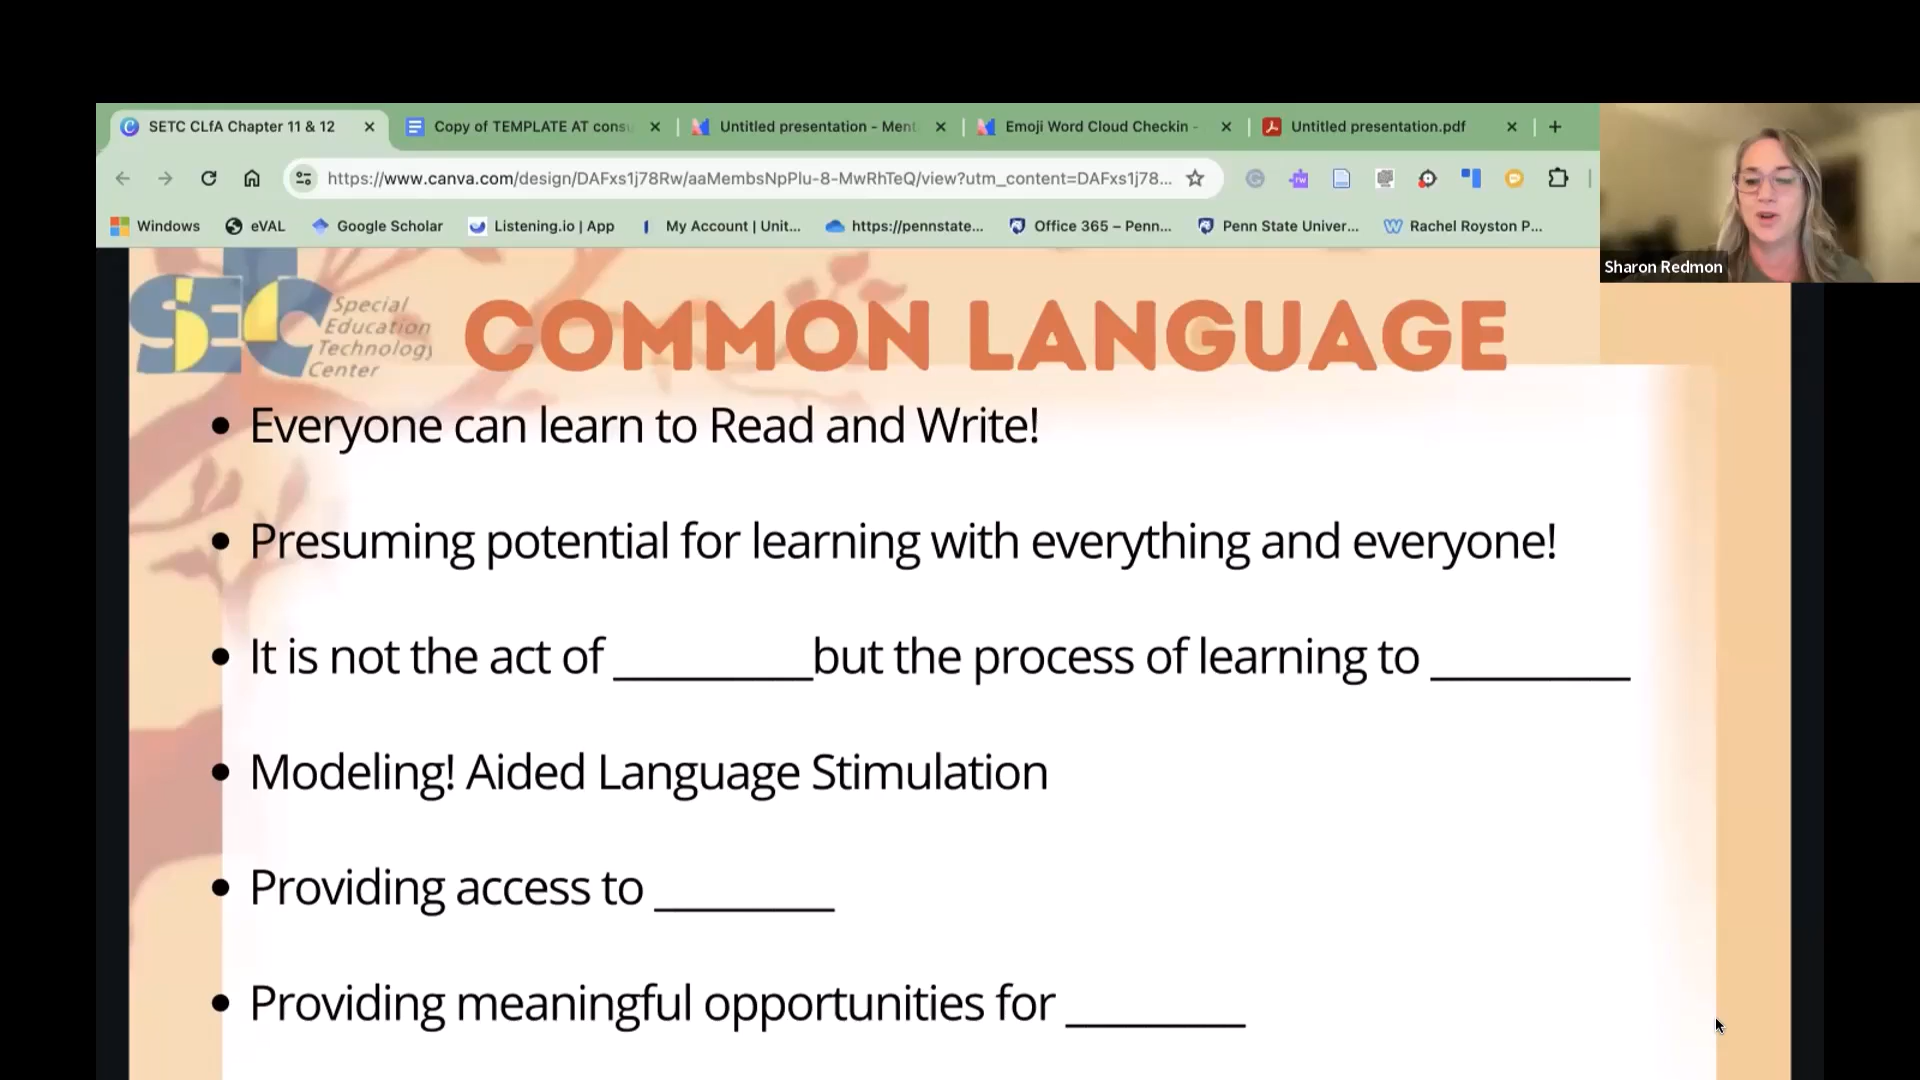 SETC CLfA Chapter 11 & 12
Copy of TEMPLATE AT consu
Untitled presentation - Ment
Emoji Word Cloud Checkin -
Untitled presentation.pdf
https://www.canva.com/design/DAFxs1j78Rw/aaMembsNpPlu-8-MwRhTeQ/view?utm_content=DAFxs1j78...
Windows
eVAL
Google Scholar
Listening.io | App
My Account | Unit...
https://pennstate...
Office 365 – Penn...
Penn State Univer...
Rachel Royston P...
Sharon Redmon
SETC
Special
Education
Technology
Center
COMMON LANGUAGE
• Everyone can learn to Read and Write!
• Presuming potential for learning with everything and everyone!
• It is not the act of _________but the process of learning to _________
• Modeling! Aided Language Stimulation
• Providing access to ________
• Providing meaningful opportunities for ________